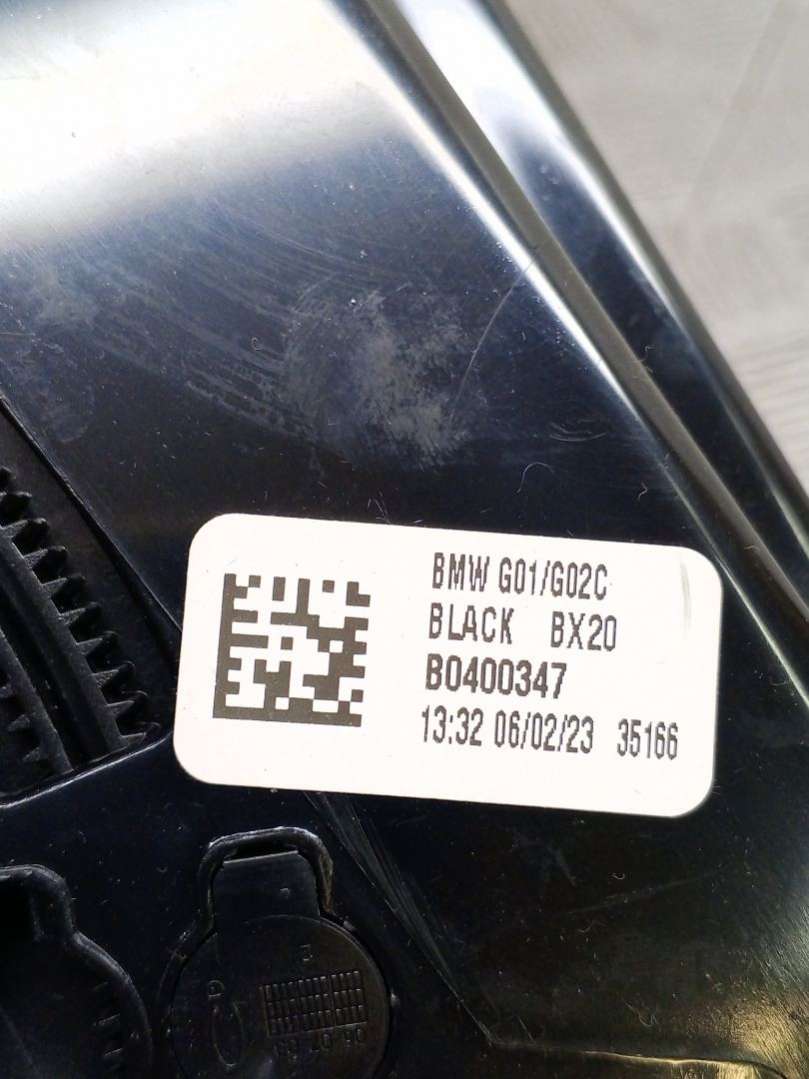 BMW G01/G02C
BLACK BX20
B0400347
13:32 06/02/23 35166